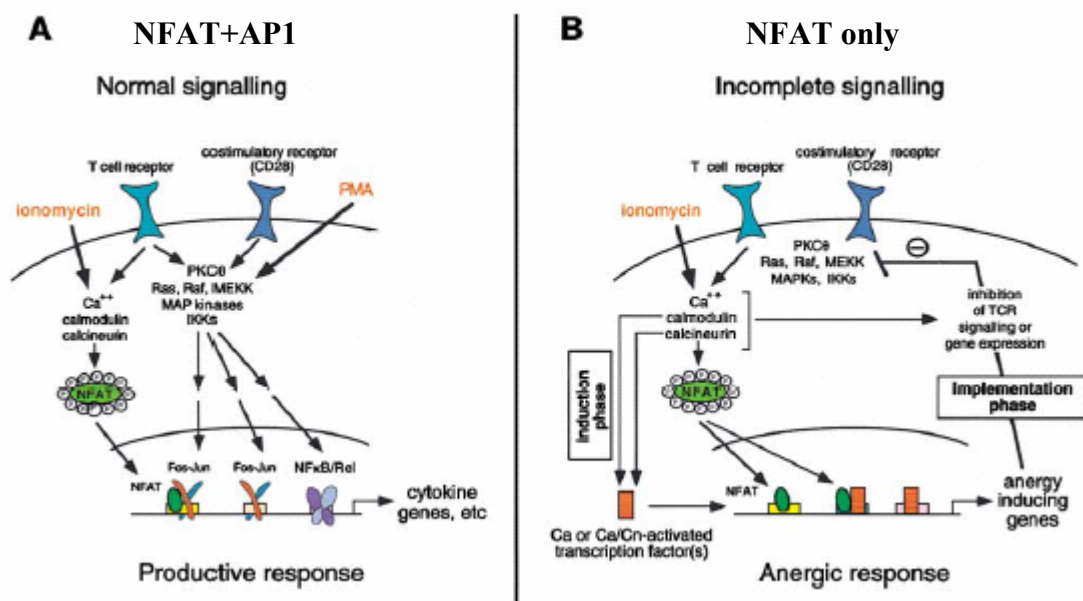 A NFAT+AP1
Normal signalling
T cell receptor
costimulatory receptor
(CD28)
PMA
ionomycin
PKCθ
Ras, Raf, IMEKK
MAP kinases
IKKs
Ca++
calmodulin
calcineurin
P P P P P P P P P P P P P
NFAT
NFAT
Fos-Jun Fos-Jun NFκB/Rel
cytokine
genes, etc
Productive response
B NFAT only
Incomplete signalling
T cell
receptor
costimulatory receptor
(CD28)
ionomycin
PKCθ
Ras, Raf, MEKK
MAPKs, IKKs
Ca++
calmodulin
calcineurin
inhibition
of TCR
signalling or
gene expression
Induction
phase
Implementation
phase
NFAT
NFAT
anergy
inducing
genes
Ca or Ca/Cn-activated
transcription factor(s)
Anergic response